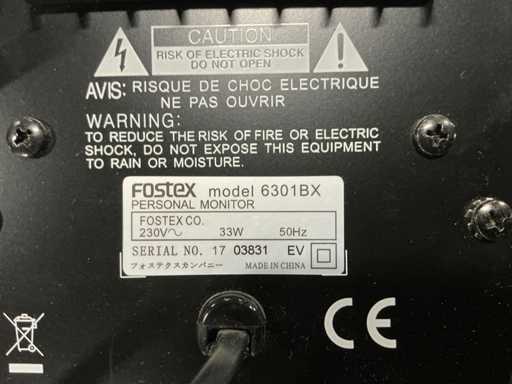 CAUTION
RISK OF ELECTRIC SHOCK
DO NOT OPEN
AVIS: RISQUE DE CHOC ELECTRIQUE
NE PAS OUVRIR
WARNING:
TO REDUCE THE RISK OF FIRE OR ELECTRIC
SHOCK, DO NOT EXPOSE THIS EQUIPMENT
TO RAIN OR MOISTURE.
FOSTEX model 6301BX
PERSONAL MONITOR
FOSTEX CO.
230V～ 33W 50Hz
SERIAL NO. 17 03831 EV
フォステクスカンパニー MADE IN CHINA
CE